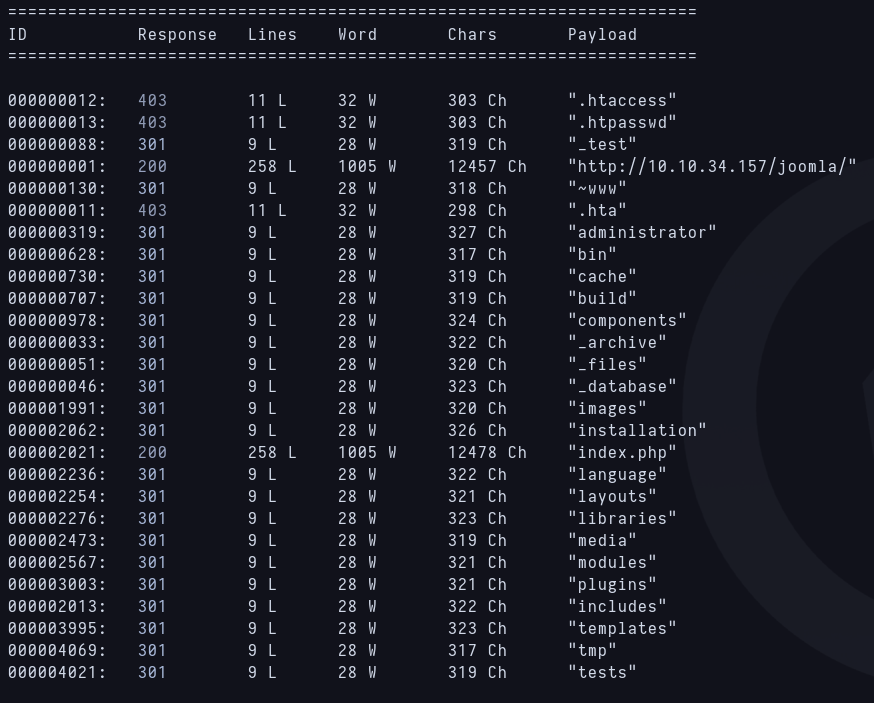 =====================================================================
ID           Response   Lines    Word       Chars       Payload
=====================================================================
000000012:   403        11 L     32 W       303 Ch      ".htaccess"
000000013:   403        11 L     32 W       303 Ch      ".htpasswd"
000000088:   301        9 L      28 W       319 Ch      "_test"
000000001:   200        258 L    1005 W     12457 Ch    "http://10.10.34.157/joomla/"
000000130:   301        9 L      28 W       318 Ch      "~www"
000000011:   403        11 L     32 W       298 Ch      ".hta"
000000319:   301        9 L      28 W       327 Ch      "administrator"
000000628:   301        9 L      28 W       317 Ch      "bin"
000000730:   301        9 L      28 W       319 Ch      "cache"
000000707:   301        9 L      28 W       319 Ch      "build"
000000978:   301        9 L      28 W       324 Ch      "components"
000000033:   301        9 L      28 W       322 Ch      "_archive"
000000051:   301        9 L      28 W       320 Ch      "_files"
000000046:   301        9 L      28 W       323 Ch      "_database"
000001991:   301        9 L      28 W       320 Ch      "images"
000002062:   301        9 L      28 W       326 Ch      "installation"
000002021:   200        258 L    1005 W     12478 Ch    "index.php"
000002236:   301        9 L      28 W       322 Ch      "language"
000002254:   301        9 L      28 W       321 Ch      "layouts"
000002276:   301        9 L      28 W       323 Ch      "libraries"
000002473:   301        9 L      28 W       319 Ch      "media"
000002567:   301        9 L      28 W       321 Ch      "modules"
000003003:   301        9 L      28 W       321 Ch      "plugins"
000002013:   301        9 L      28 W       322 Ch      "includes"
000003995:   301        9 L      28 W       323 Ch      "templates"
000004069:   301        9 L      28 W       317 Ch      "tmp"
000004021:   301        9 L      28 W       319 Ch      "tests"